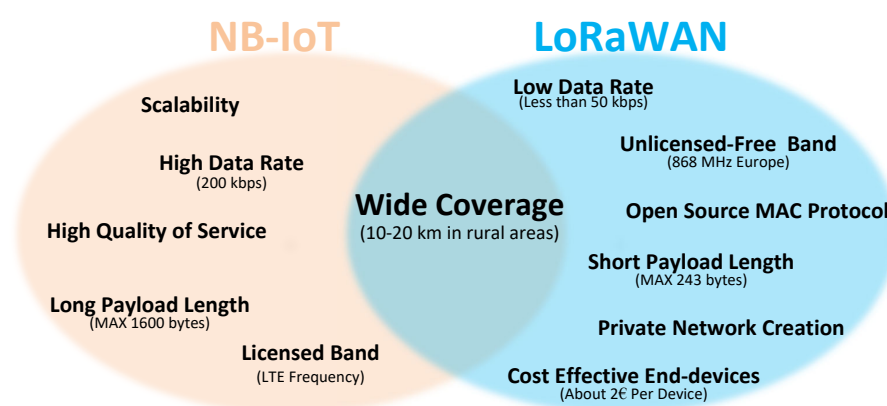 NB-IoT
LoRaWAN
Scalability
High Data Rate
(200 kbps)
High Quality of Service
Long Payload Length
(MAX 1600 bytes)
Licensed Band
(LTE Frequency)
Wide Coverage
(10-20 km in rural areas)
Low Data Rate
(Less than 50 kbps)
Unlicensed-Free Band
(868 MHz Europe)
Open Source MAC Protocol
Short Payload Length
(MAX 243 bytes)
Private Network Creation
Cost Effective End-devices
(About 2€ Per Device)